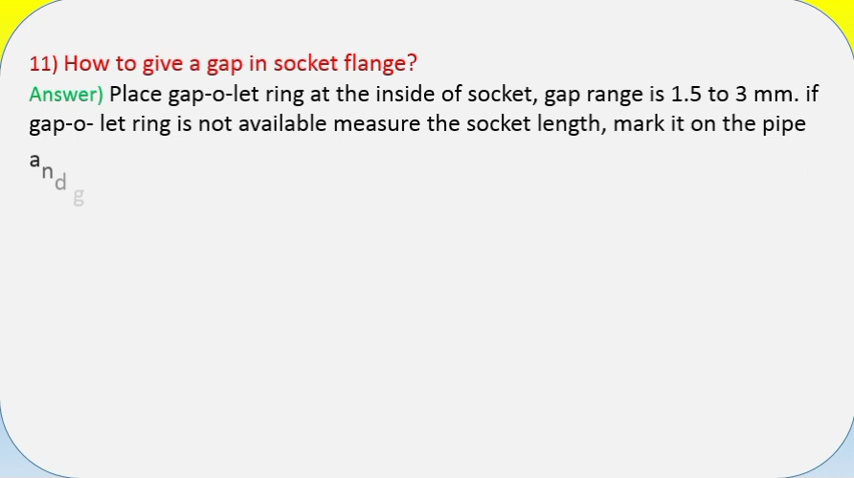 11) How to give a gap in socket flange?
Answer) Place gap-o-let ring at the inside of socket, gap range is 1.5 to 3 mm. if
gap-o- let ring is not available measure the socket length, mark it on the pipe
and g